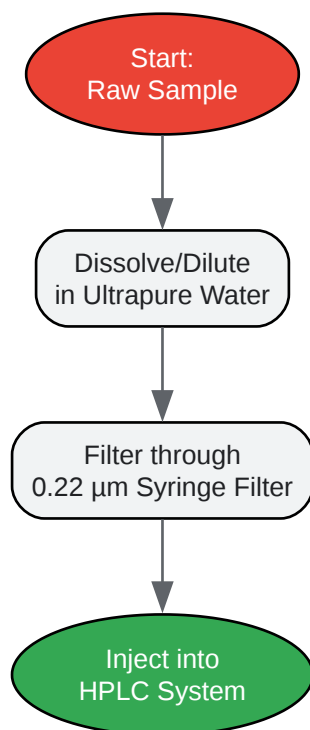 Start:
Raw Sample
Dissolve/Dilute
in Ultrapure Water
Filter through
0.22 µm Syringe Filter
Inject into
HPLC System